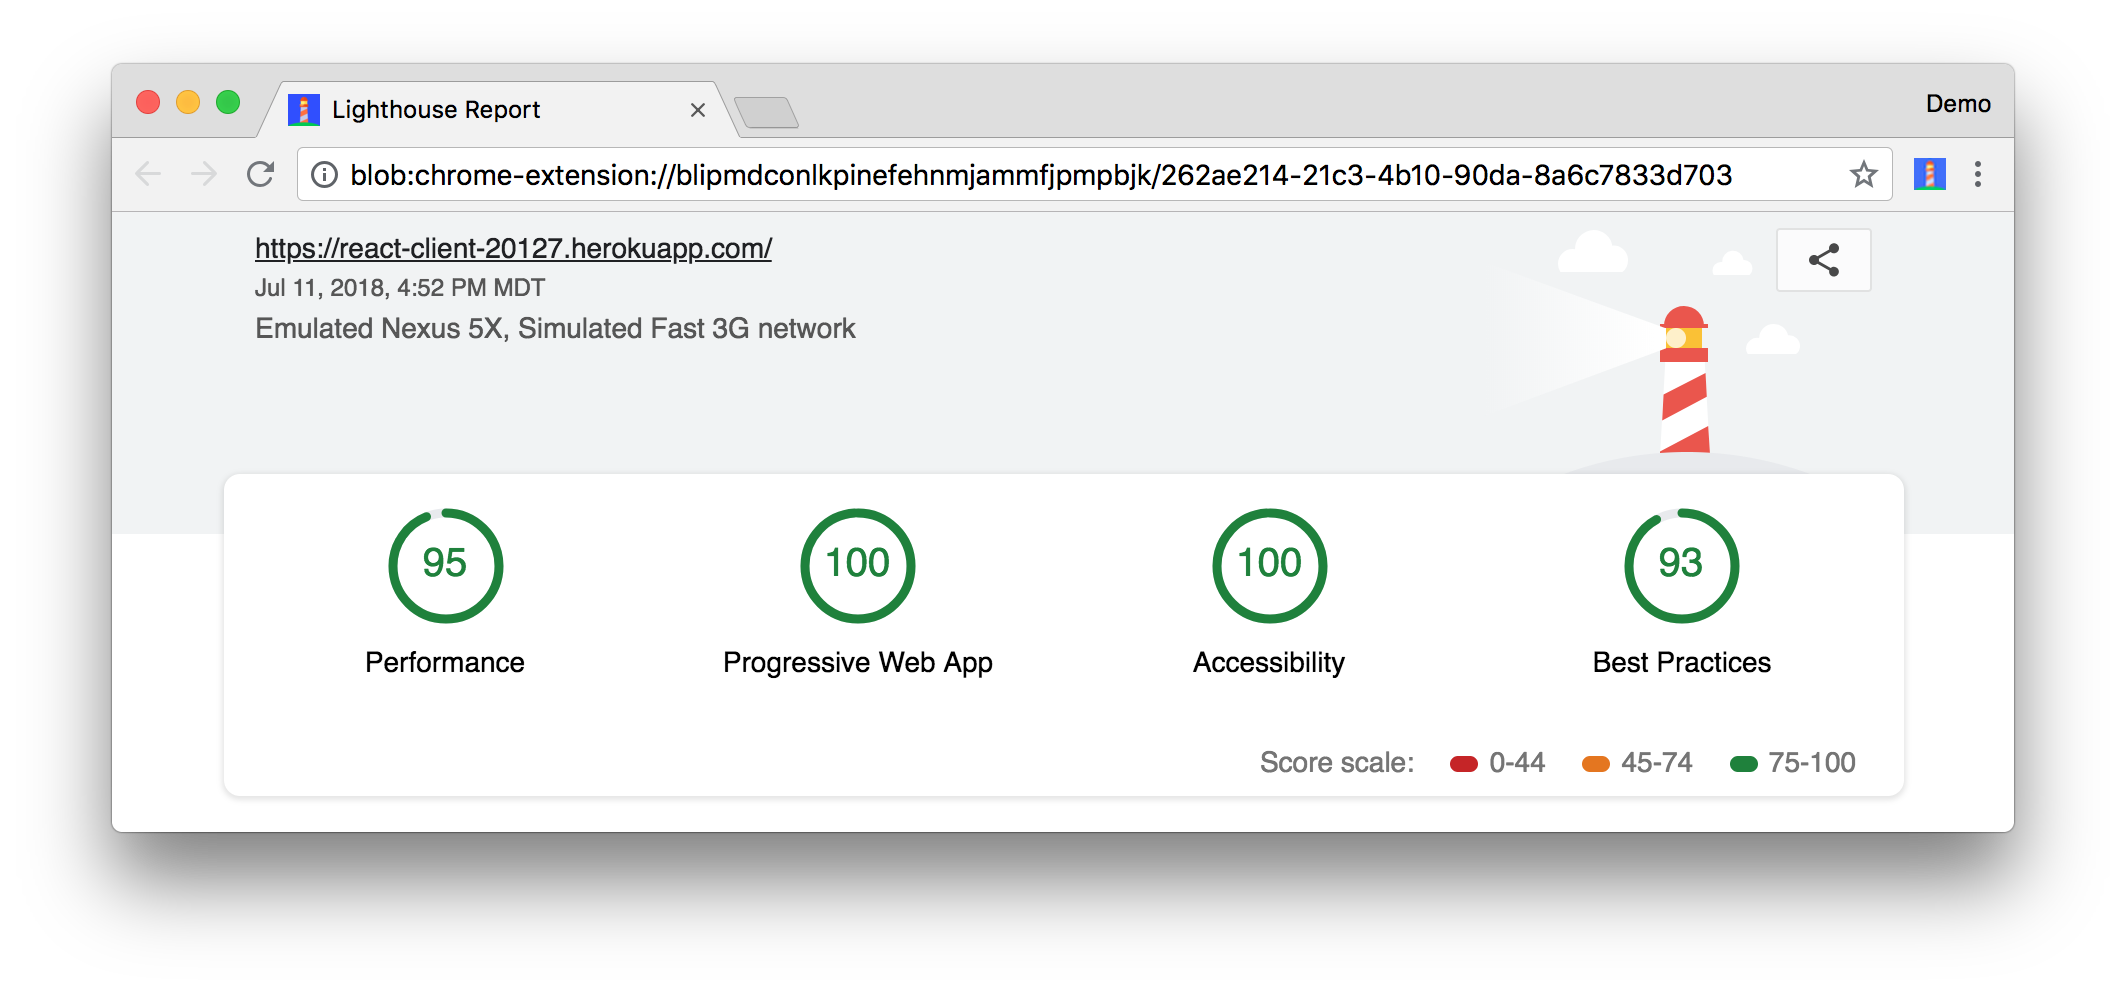 Lighthouse Report
Demo
blob:chrome-extension://blipmdconlkpinefehnmjammfjpmpbjk/262ae214-21c3-4b10-90da-8a6c7833d703
https://react-client-20127.herokuapp.com/
Jul 11, 2018, 4:52 PM MDT
Emulated Nexus 5X, Simulated Fast 3G network
95 100 100 93
Performance Progressive Web App Accessibility Best Practices
Score scale: 0-44 45-74 75-100